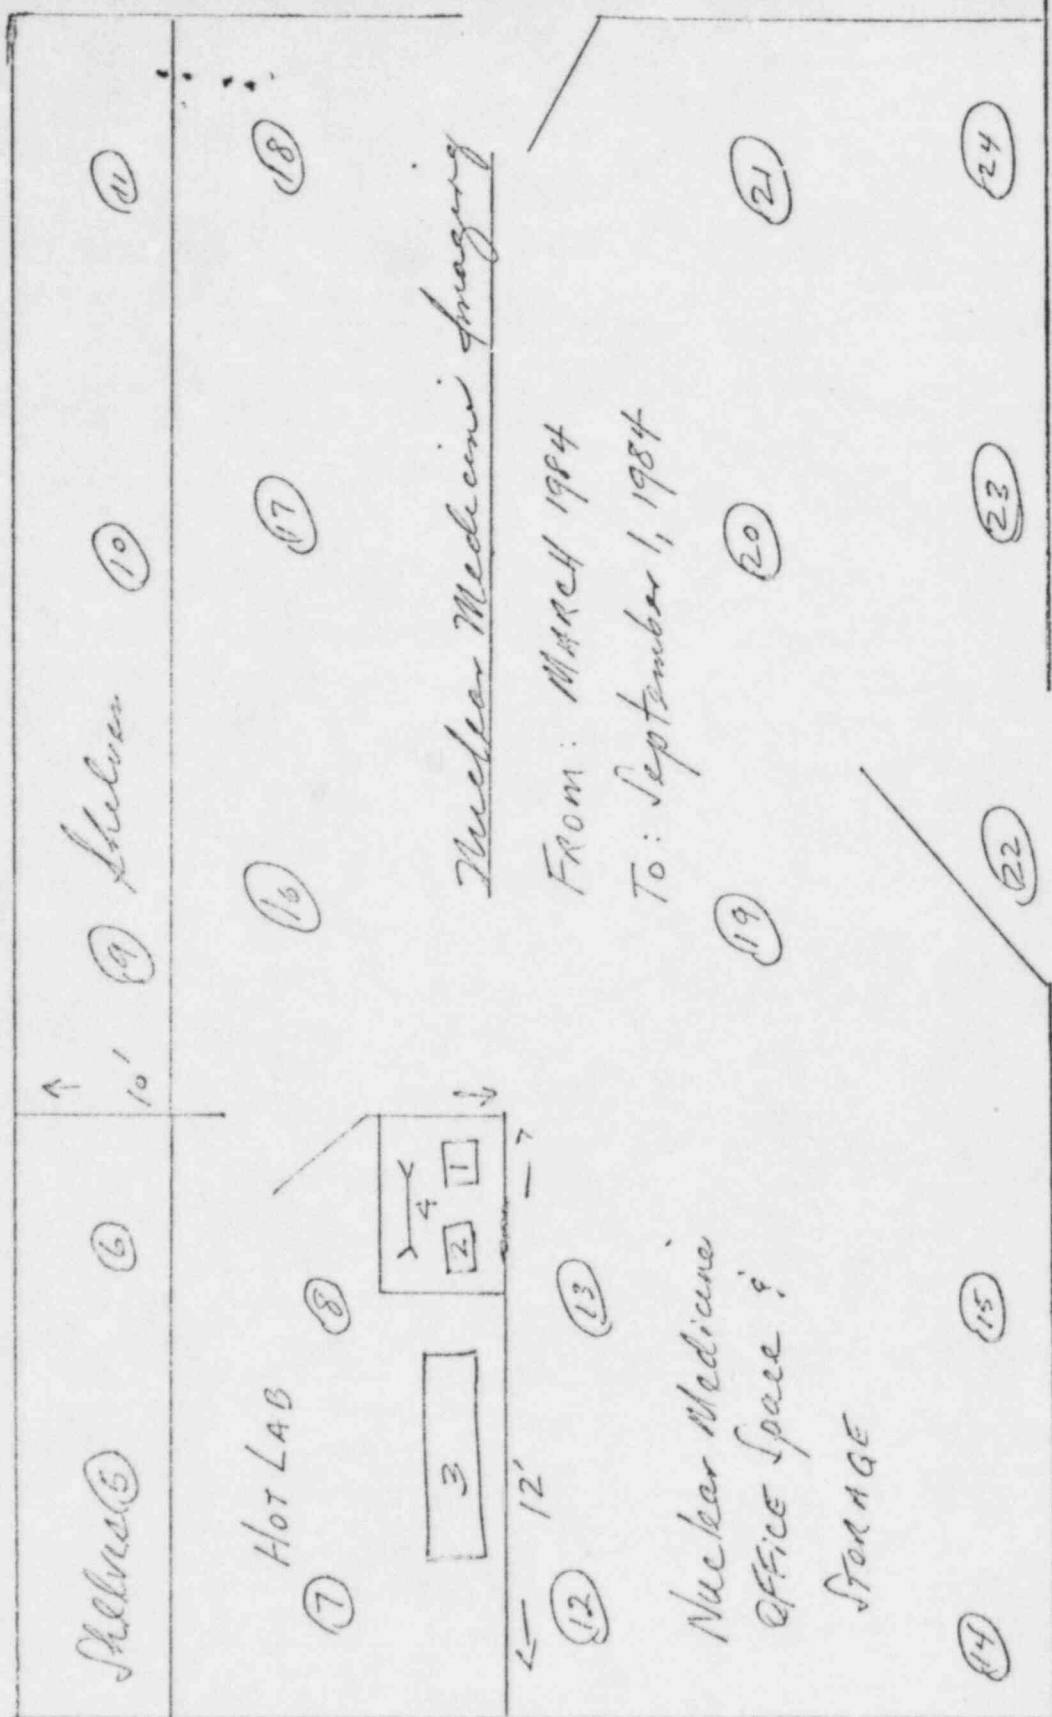 Shelves 5
6
10'
9 Shelves
10
11
7
HOT LAB
8
16
17
18
3
2
1
4
12'
Nuclear Medicine Imaging
12
13
FROM: MARCH 1984
To: September 1, 1984
Nuclear Medicine
OFFICE Space &
STORAGE
19
20
21
14
15
22
23
24